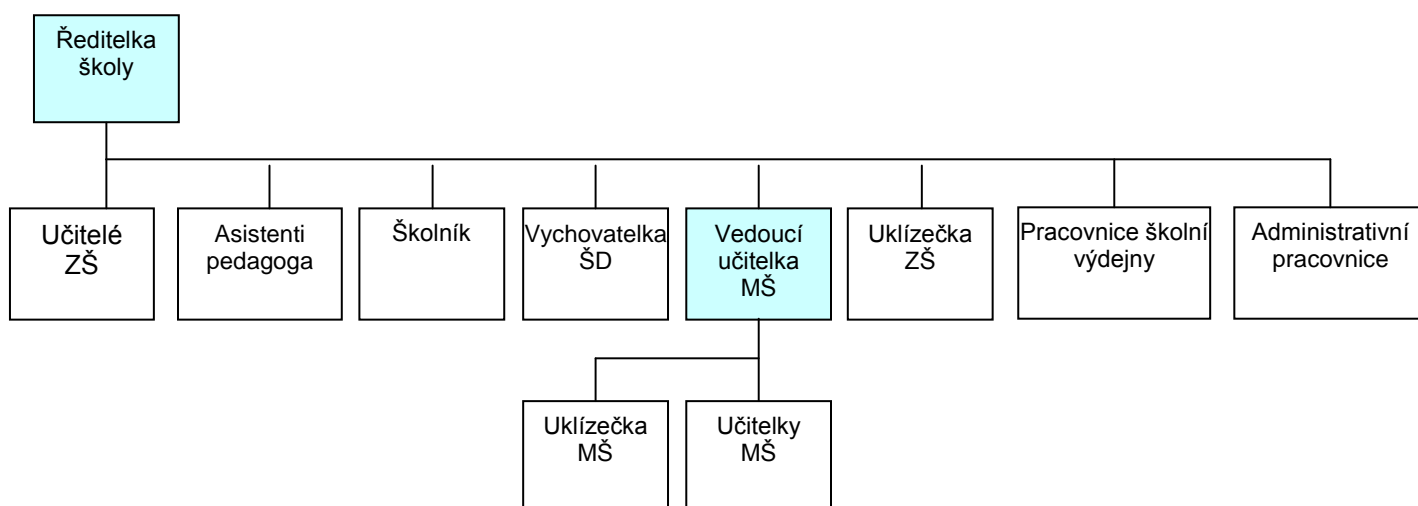 Ředitelka
školy
Učitelé
ZŠ
Asistenti
pedagoga
Školník
Vychovatelka
ŠD
Vedoucí
učitelka
MŠ
Uklízečka
ZŠ
Pracovnice školní
výdejny
Administrativní
pracovnice
Uklízečka
MŠ
Učitelky
MŠ